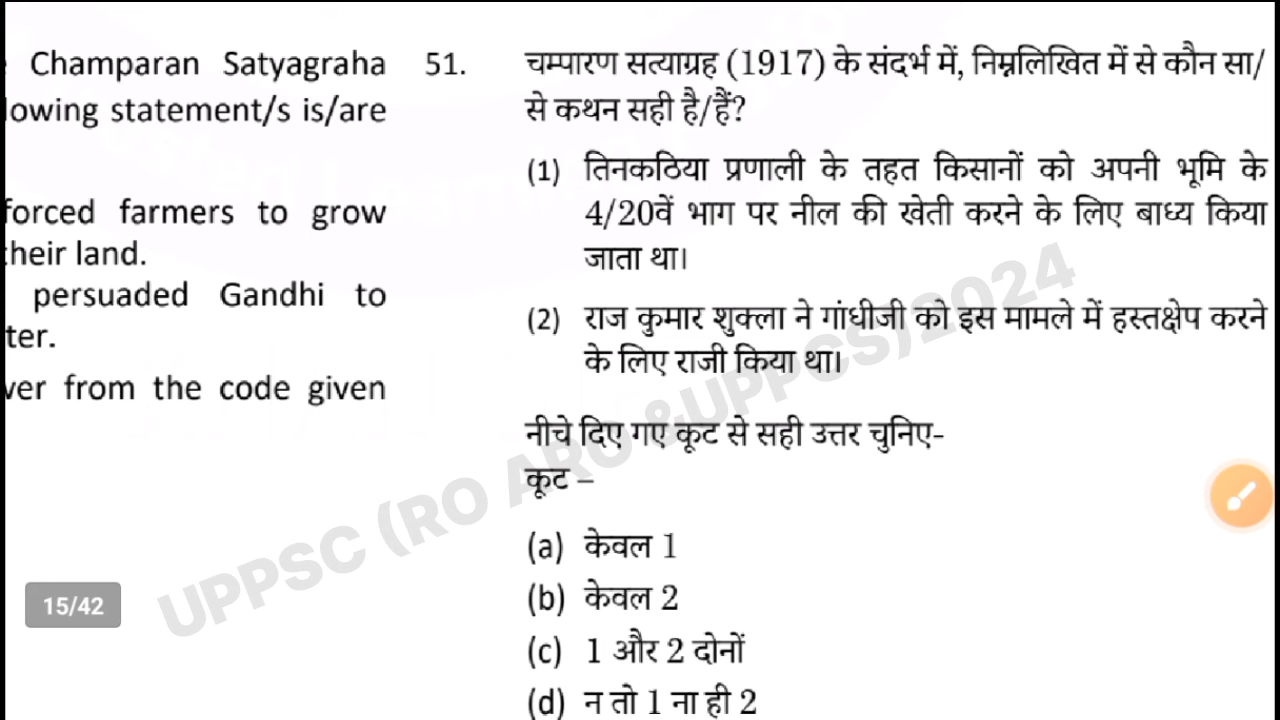 Champaran Satyagraha
lowing statement/s is/are
forced farmers to grow
their land.
persuaded Gandhi to
ter.
ver from the code given
51. चम्पारण सत्याग्रह (1917) के संदर्भ में, निम्नलिखित में से कौन सा/
से कथन सही है/हैं?
(1) तिनकठिया प्रणाली के तहत किसानों को अपनी भूमि के
4/20वें भाग पर नील की खेती करने के लिए बाध्य किया
जाता था।
(2) राज कुमार शुक्ला ने गांधीजी को इस मामले में हस्तक्षेप करने
के लिए राजी किया था।
नीचे दिए गए कूट से सही उत्तर चुनिए-
कूट –
(a) केवल 1
(b) केवल 2
(c) 1 और 2 दोनों
(d) न तो 1 ना ही 2
15/42
UPPSC (RO ARO &UPPCS)2024